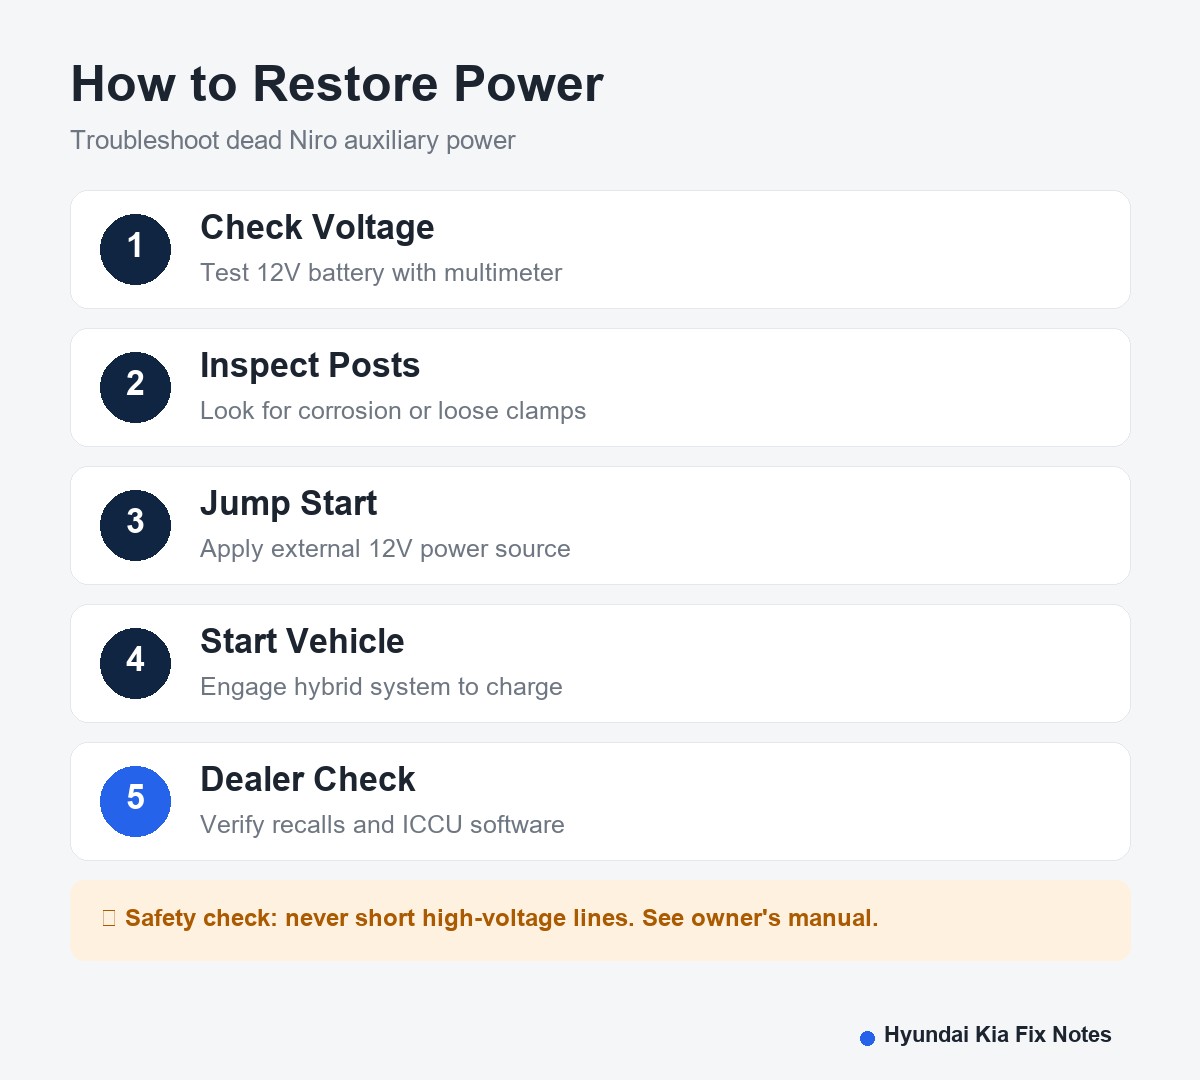 How to Restore Power
Troubleshoot dead Niro auxiliary power
1
Check Voltage
Test 12V battery with multimeter
2
Inspect Posts
Look for corrosion or loose clamps
3
Jump Start
Apply external 12V power source
4
Start Vehicle
Engage hybrid system to charge
5
Dealer Check
Verify recalls and ICCU software
Safety check: never short high-voltage lines. See owner's manual.
Hyundai Kia Fix Notes